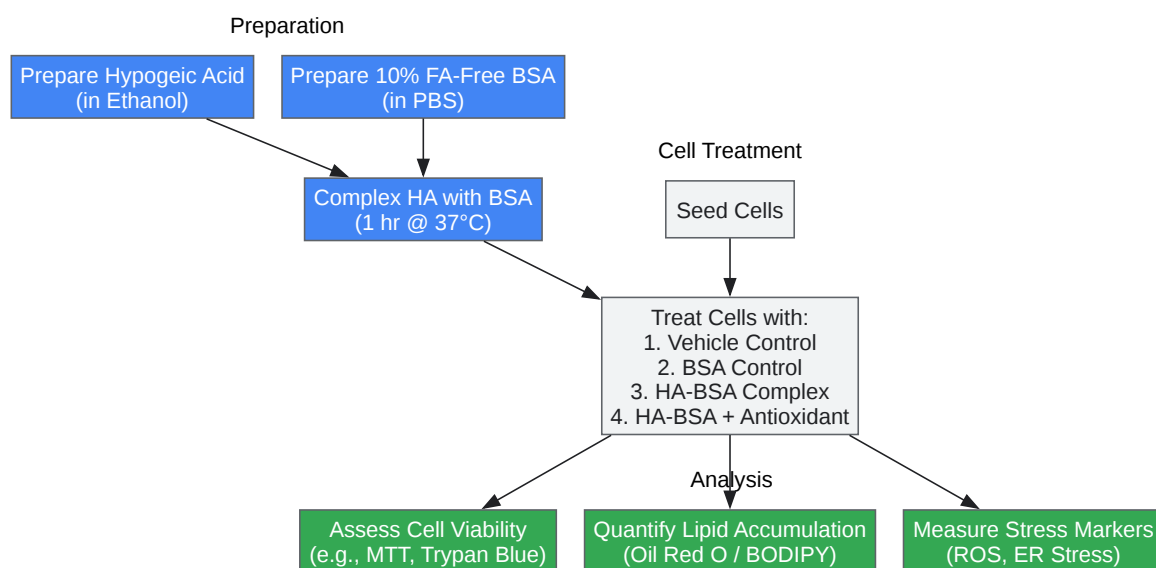 Preparation
Prepare Hypogeic Acid
(in Ethanol)
Prepare 10% FA-Free BSA
(in PBS)
Complex HA with BSA
(1 hr @ 37°C)
Cell Treatment
Seed Cells
Treat Cells with:
1. Vehicle Control
2. BSA Control
3. HA-BSA Complex
4. HA-BSA + Antioxidant
Analysis
Assess Cell Viability
(e.g., MTT, Trypan Blue)
Quantify Lipid Accumulation
(Oil Red O / BODIPY)
Measure Stress Markers
(ROS, ER Stress)